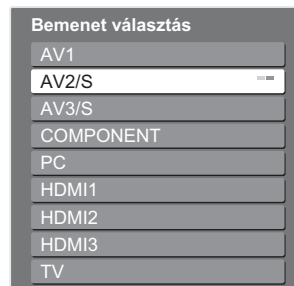 Bemenet választás
AV1
AV2/S
AV3/S
COMPONENT
PC
HDMI1
HDMI2
HDMI3
TV